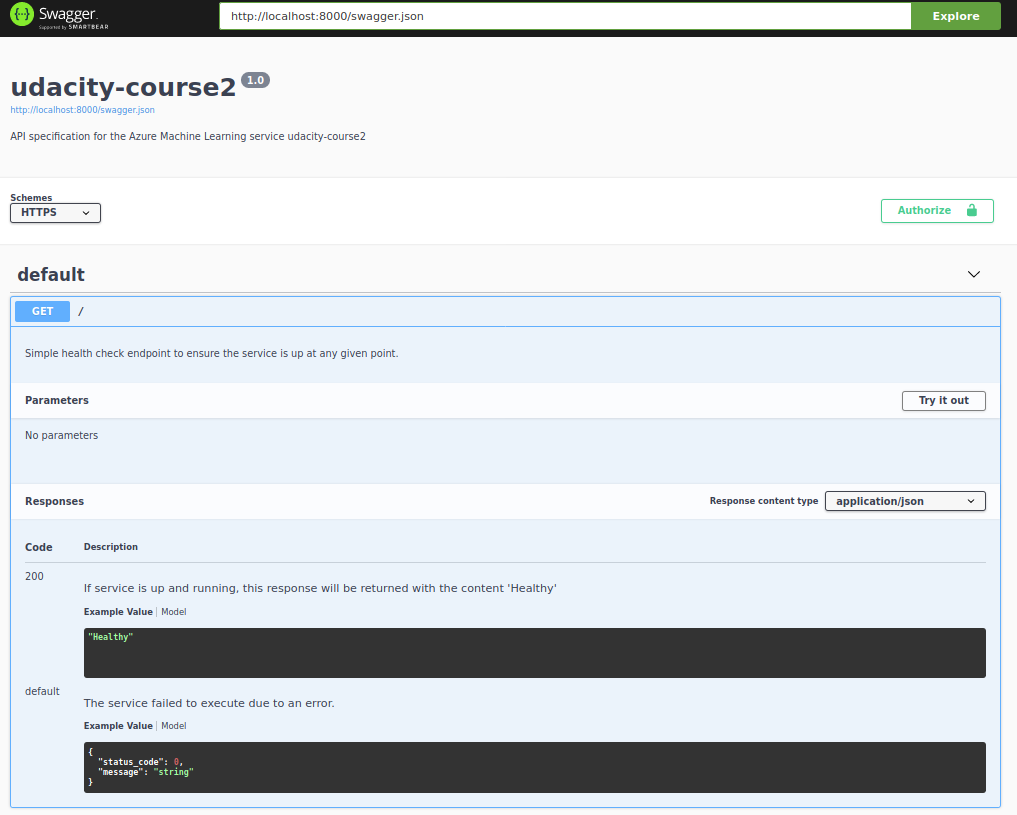 Swagger.
Supported by SMARTBEAR
http://localhost:8000/swagger.json
Explore
udacity-course2 1.0
http://localhost:8000/swagger.json
API specification for the Azure Machine Learning service udacity-course2
Schemes
HTTPS
Authorize
default
GET /
Simple health check endpoint to ensure the service is up at any given point.
Parameters
Try it out
No parameters
Responses
Response content type
application/json
Code Description
200
If service is up and running, this response will be returned with the content 'Healthy'
Example Value | Model
"Healthy"
default
The service failed to execute due to an error.
Example Value | Model
{
"status_code": 0,
"message": "string"
}